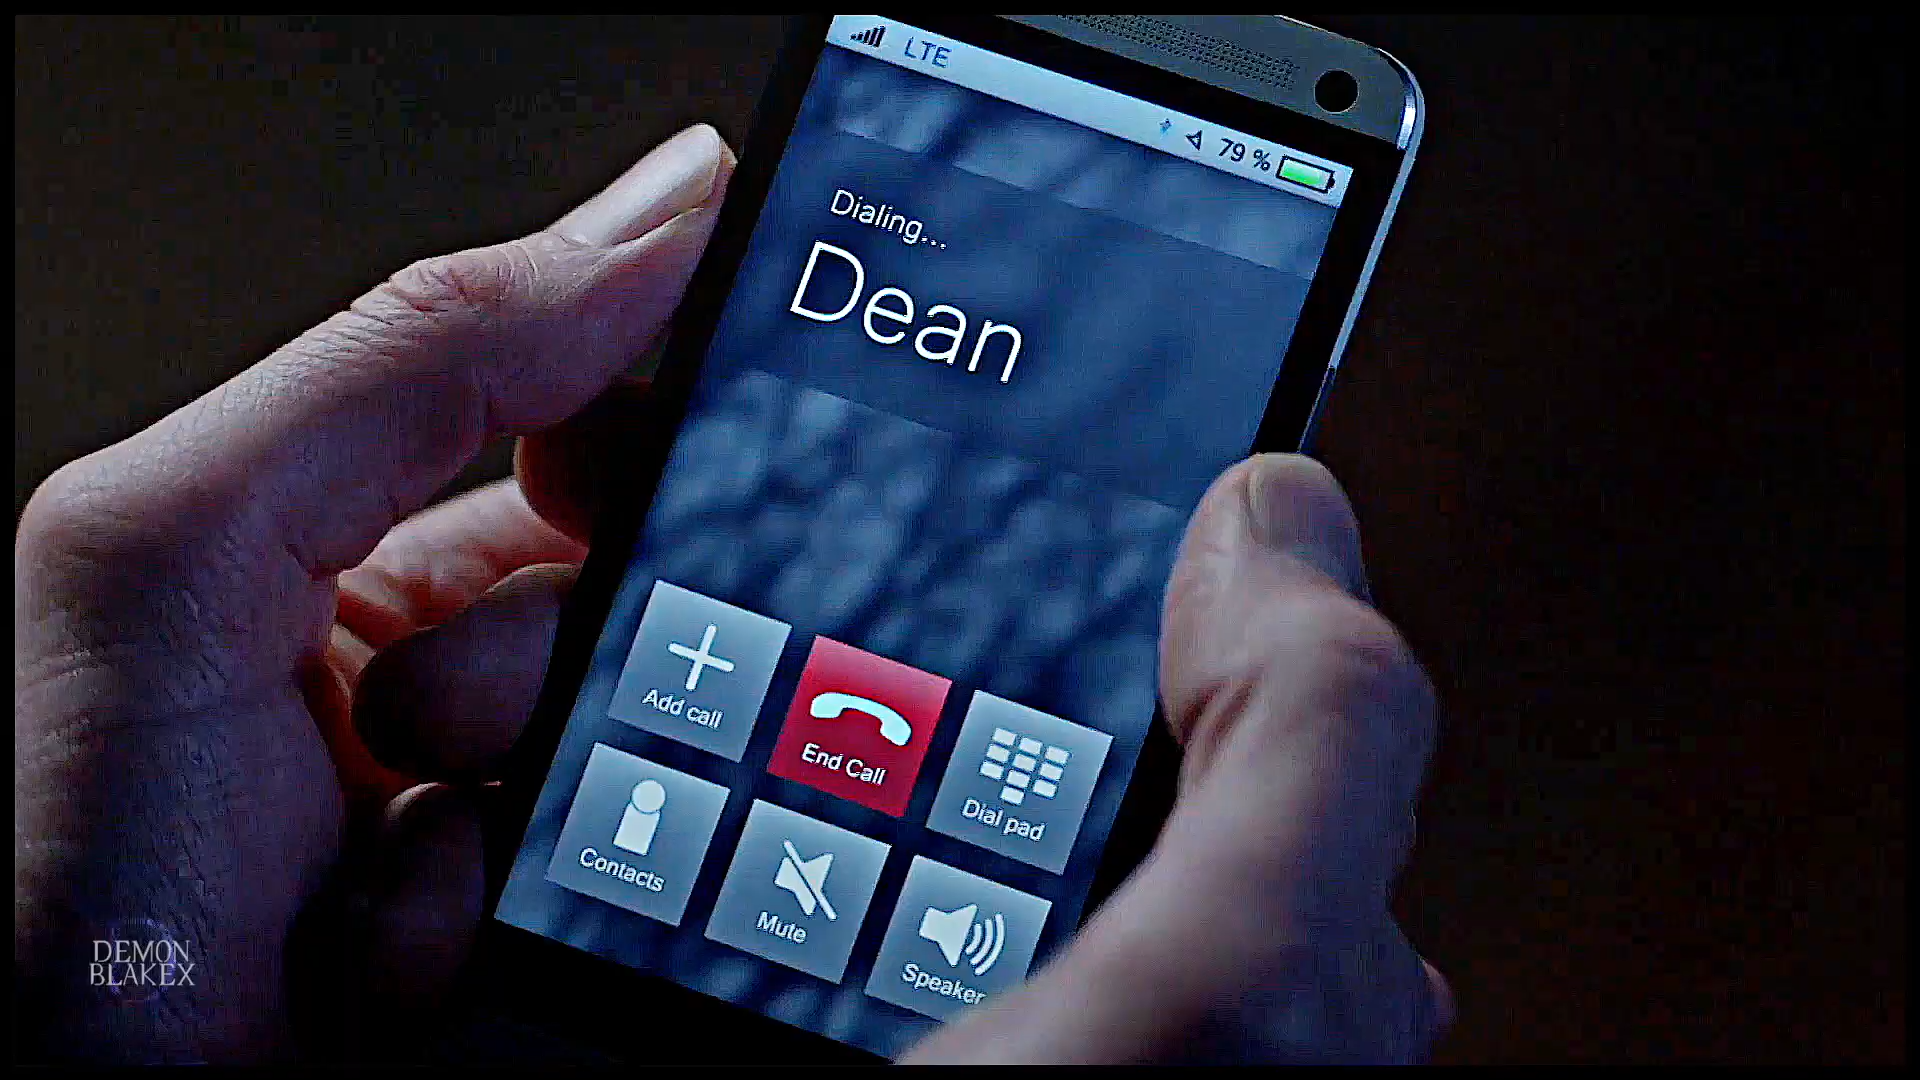 LTE
79 %
Dialing...
Dean
Add call
End Call
Dial pad
Contacts
Mute
Speaker
DEMON
BLAKEX